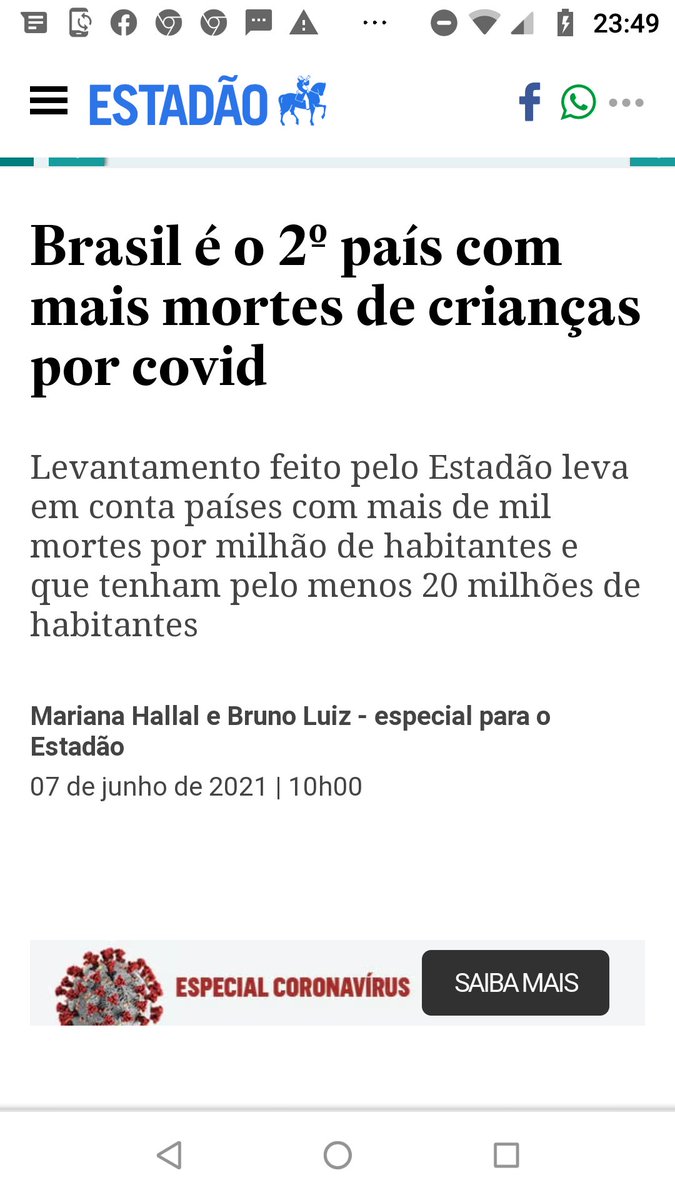 23:49
ESTADÃO
Brasil é o 2º país com
mais mortes de crianças
por covid
Levantamento feito pelo Estadão leva
em conta países com mais de mil
mortes por milhão de habitantes e
que tenham pelo menos 20 milhões de
habitantes
Mariana Hallal e Bruno Luiz - especial para o
Estadão
07 de junho de 2021 | 10h00
ESPECIAL CORONAVÍRUS SAIBA MAIS